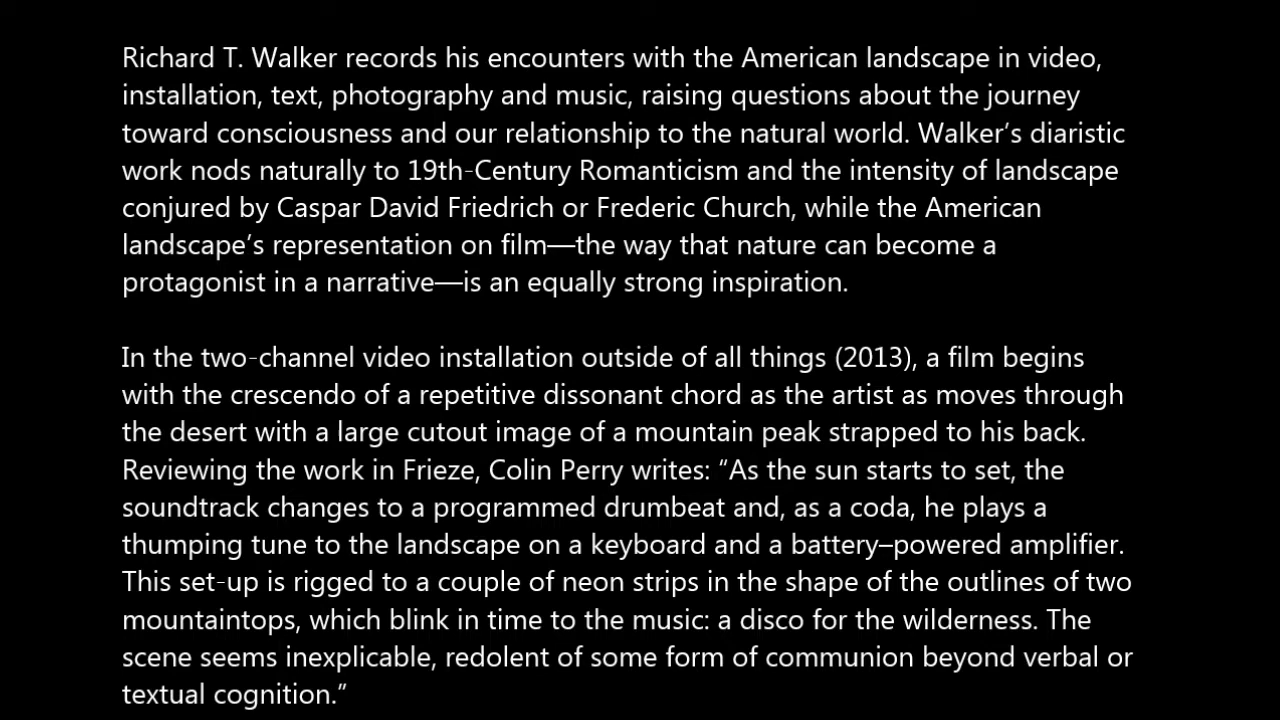 Richard T. Walker records his encounters with the American landscape in video,
installation, text, photography and music, raising questions about the journey
toward consciousness and our relationship to the natural world. Walker’s diaristic
work nods naturally to 19th-Century Romanticism and the intensity of landscape
conjured by Caspar David Friedrich or Frederic Church, while the American
landscape’s representation on film—the way that nature can become a
protagonist in a narrative—is an equally strong inspiration.

In the two-channel video installation outside of all things (2013), a film begins
with the crescendo of a repetitive dissonant chord as the artist as moves through
the desert with a large cutout image of a mountain peak strapped to his back.
Reviewing the work in Frieze, Colin Perry writes: “As the sun starts to set, the
soundtrack changes to a programmed drumbeat and, as a coda, he plays a
thumping tune to the landscape on a keyboard and a battery–powered amplifier.
This set-up is rigged to a couple of neon strips in the shape of the outlines of two
mountaintops, which blink in time to the music: a disco for the wilderness. The
scene seems inexplicable, redolent of some form of communion beyond verbal or
textual cognition.”